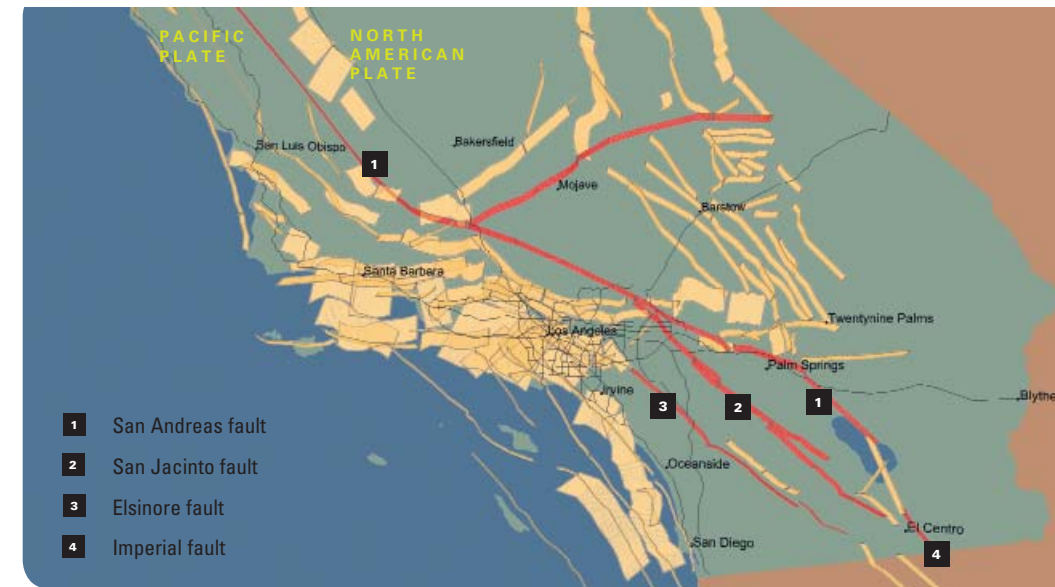 PACIFIC
PLATE
NORTH
AMERICAN
PLATE
San Luis Obispo
1
Bakersfield
Mojave
Barstow
Santa Barbara
Los Angeles
Twentynine Palms
Palm Springs
Irvine
3
2
1
Blythe
Oceanside
El Centro
San Diego
4
1 San Andreas fault
2 San Jacinto fault
3 Elsinore fault
4 Imperial fault